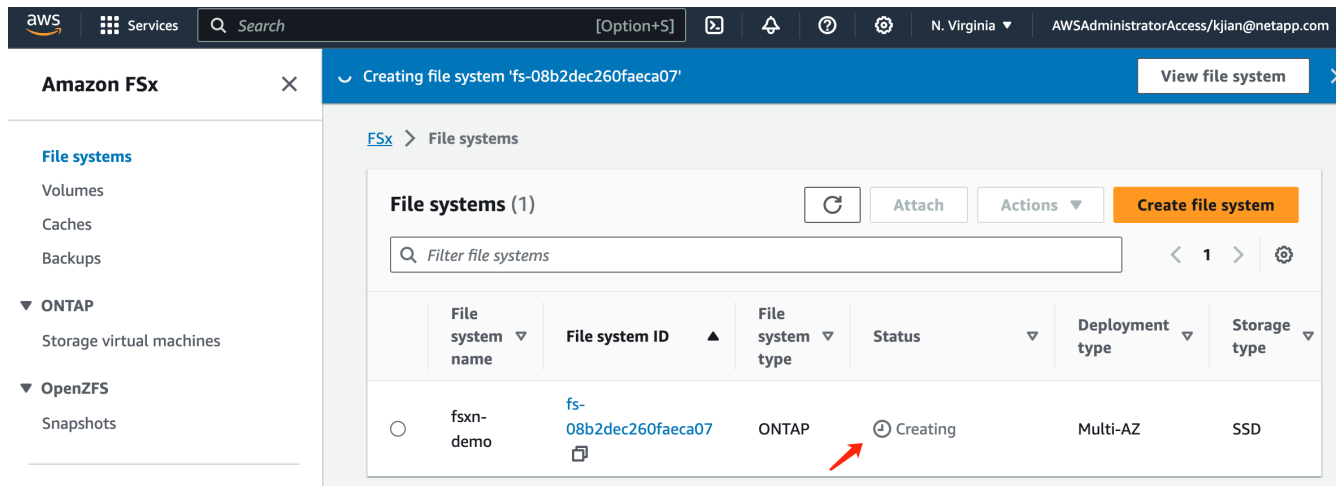 aws
Services
Search
[Option+S]
N. Virginia
AWSAdministratorAccess/kjian@netapp.com
Amazon FSx
Creating file system 'fs-08b2dec260faeca07'
View file system
File systems
Volumes
Caches
Backups
ONTAP
Storage virtual machines
OpenZFS
Snapshots
FSx
File systems
File systems (1)
Attach
Actions
Create file system
Filter file systems
1
File
system
name
File system ID
File
system
type
Status
Deployment
type
Storage
type
fsxn-
demo
fs-
08b2dec260faeca07
ONTAP
Creating
Multi-AZ
SSD